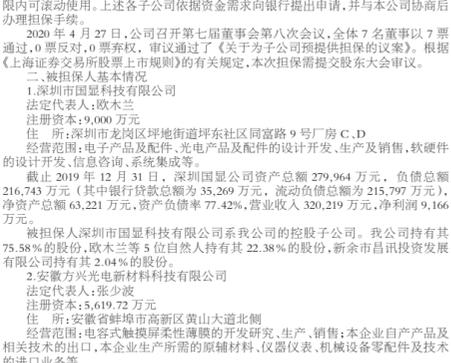 限内可滚动使用。上述各子公司依据资金需求向银行提出申请,并与本公司协商后
办理担保手续。
2020 年 4 月 27 日,公司召开第七届董事会第八次会议,全体 7 名董事以 7 票
通过,0 票反对,0 票弃权,审议通过了《关于为子公司预提供担保的议案》。根据
《上海证券交易所股票上市规则》的有关规定,本次担保需提交股东大会审议。
二、被担保人基本情况
1.深圳市国显科技有限公司
法定代表人:欧木兰
注册资本:9,000 万元
住 所:深圳市龙岗区坪地街道坪东社区同富路 9 号厂房 C、D
经营范围:电子产品及配件、光电产品及配件的设计开发、生产及销售,软硬件
的设计开发、信息咨询、系统集成等。
截止 2019 年 12 月 31 日,深圳国显公司资产总额 279,964 万元,负债总额
216,743 万元(其中银行贷款总额为 35,269 万元,流动负债总额为 215,797 万元),
净资产总额 63,221 万元,资产负债率 77.42%,营业收入 320,219 万元,净利润 9,166
万元。
被担保人深圳市国显科技有限公司系我公司的控股子公司。我公司持有其
75.58%的股份,欧木兰等 5 位自然人持有其 22.38%的股份,新余市昌讯投资发展
有限公司持有其 2.04%的股份。
2.安徽方兴光电新材料科技有限公司
法定代表人:张少波
注册资本:5,619.72 万元
住 所:安徽省蚌埠市高新区黄山大道北侧
经营范围:电容式触摸屏柔性薄膜的开发研究、生产、销售;本企业自产产品及
相关技术的出口,本企业生产所需的原辅材料、仪器仪表、机械设备零配件及技术
的进口业务等。